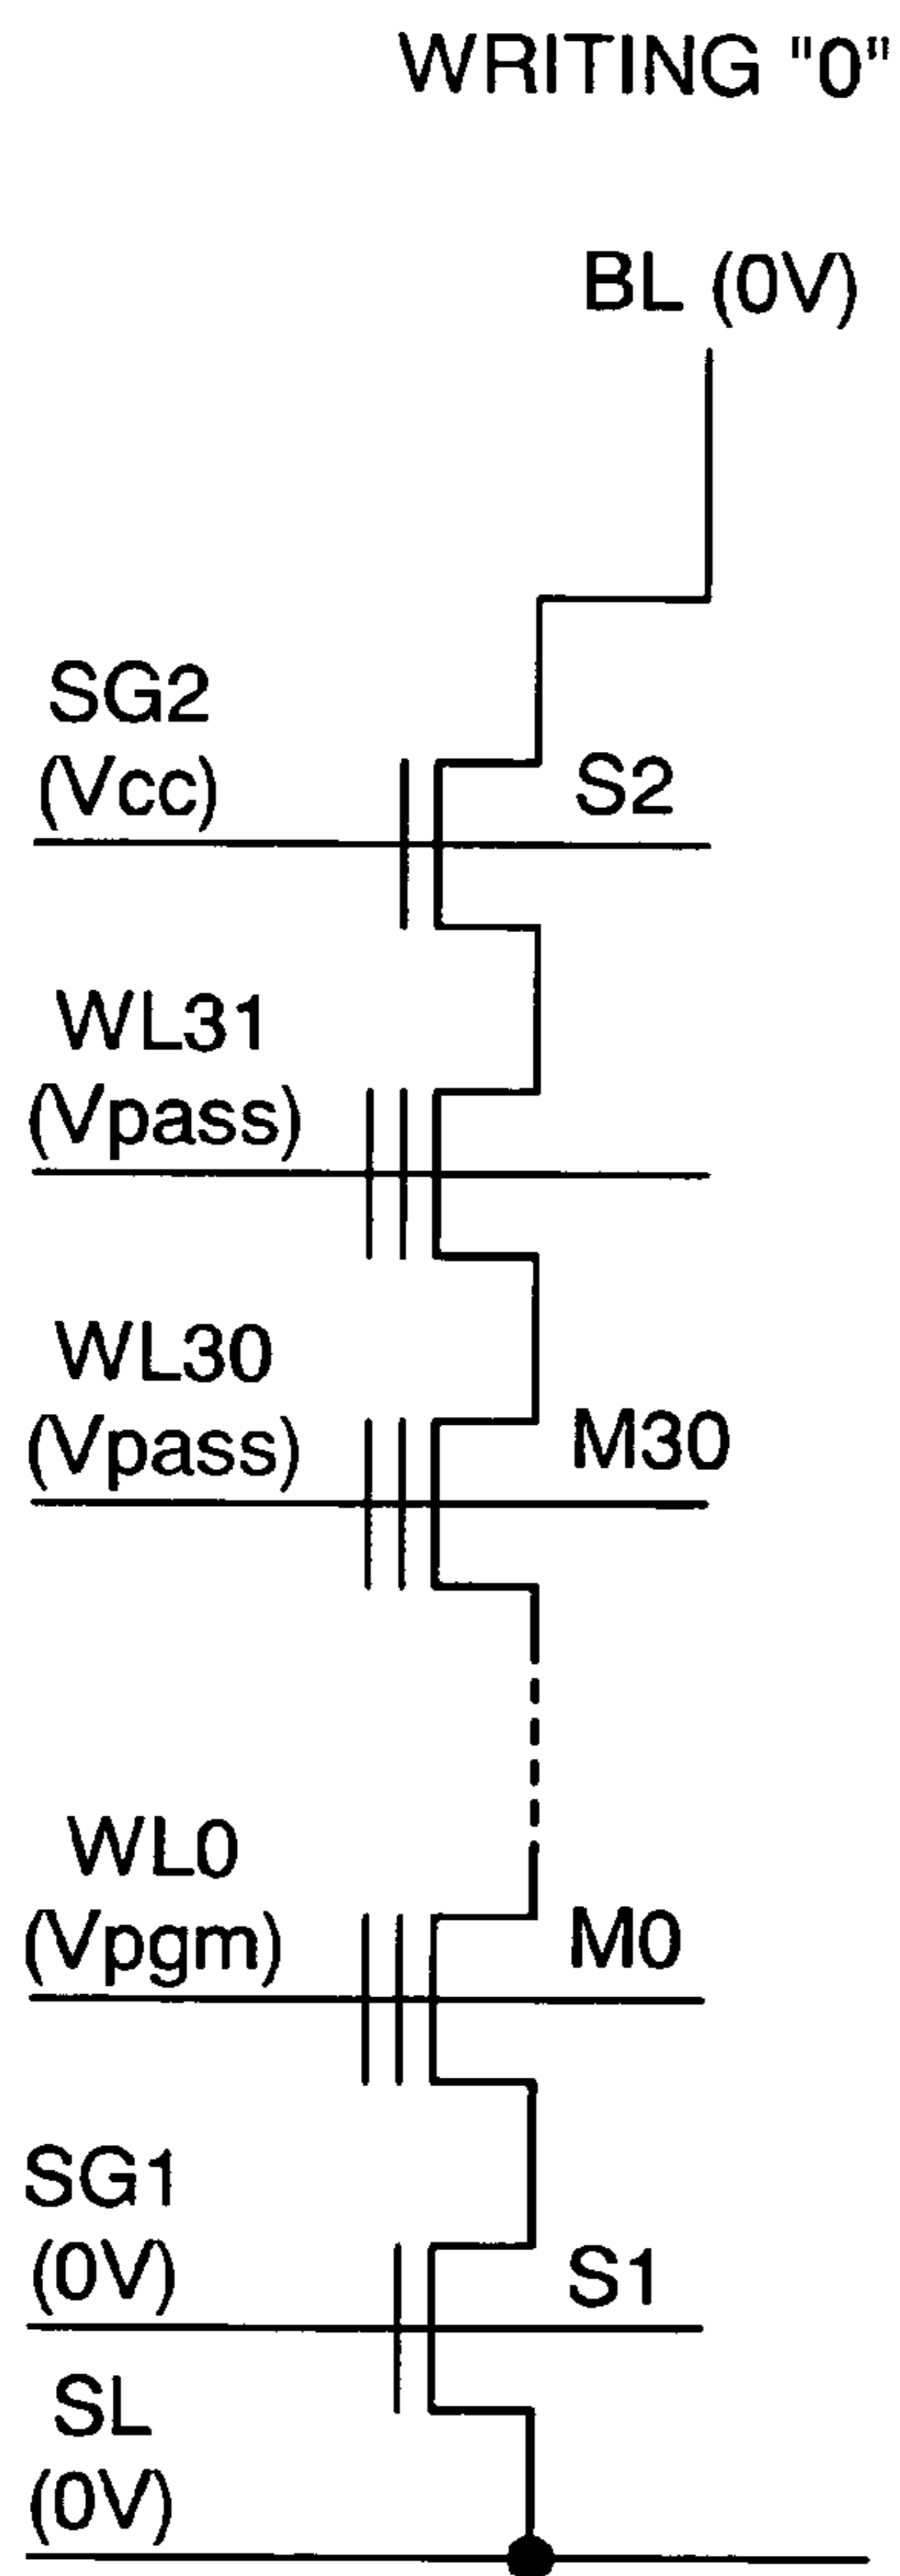 WRITING "0"
BL (0V)
SG2
(Vcc)
S2
WL31
(Vpass)
WL30
(Vpass)
M30
WL0
(Vpgm)
M0
SG1
(0V)
S1
SL
(0V)